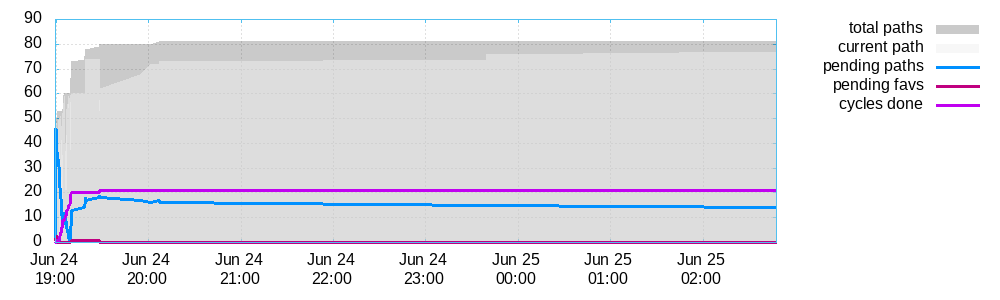 90
80
70
60
50
40
30
20
10
0
Jun 24 Jun 24 Jun 24 Jun 24 Jun 24 Jun 25 Jun 25 Jun 25
19:00 20:00 21:00 22:00 23:00 00:00 01:00 02:00
total paths
current path
pending paths
pending favs
cycles done